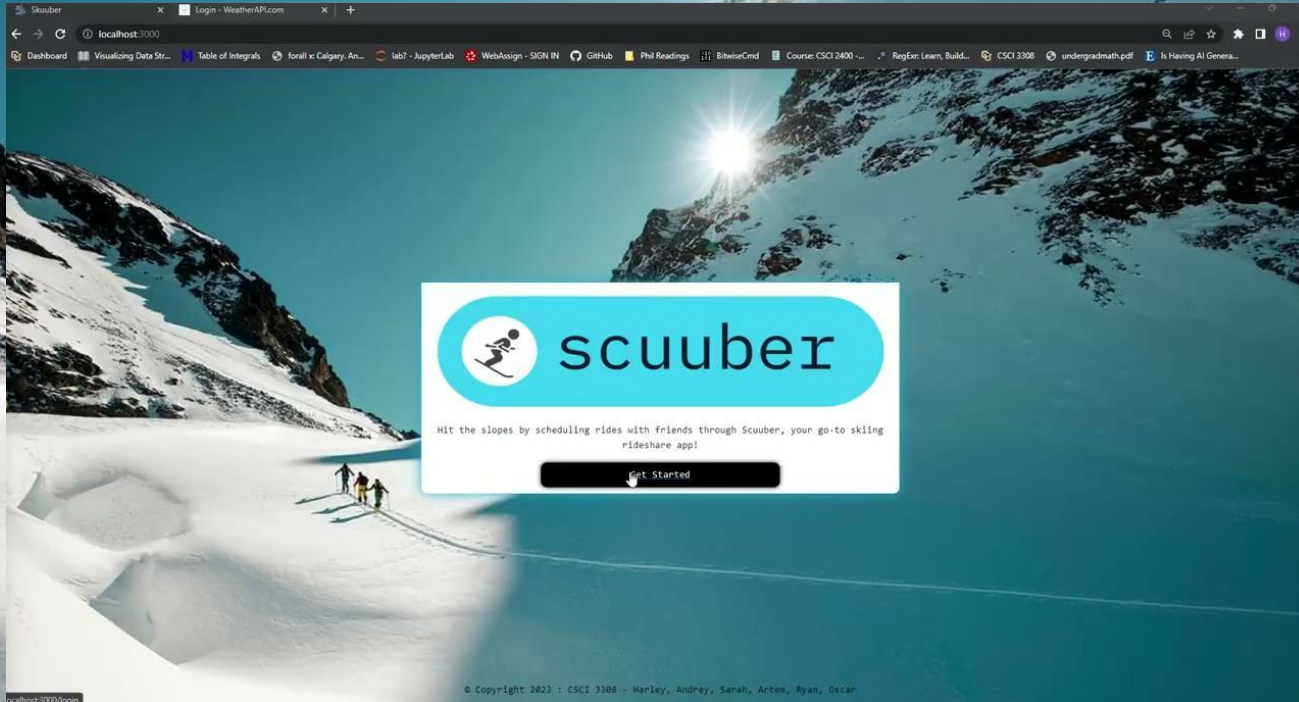 Skuuber
Login - WeatherAPI.com
localhost:3000
H
Dashboard
Visualizing Data Str...
M Table of Integrals
forall x: Calgary. An...
lab7 - JupyterLab
WebAssign - SIGN IN
GitHub
Phil Readings
BitwiseCmd
Course: CSCI 2400 -...
RegExr: Learn, Build...
CSCI 3308
undergradmath.pdf
E Is Having AI Genera...
scuuber
Hit the slopes by scheduling rides with friends through Scuuber, your go-to skiing
rideshare app!
Get Started
© Copyright 2023 : CSCI 3308 - Harley, Andrey, Sarah, Artem, Ryan, Oscar
localhost:3000/login